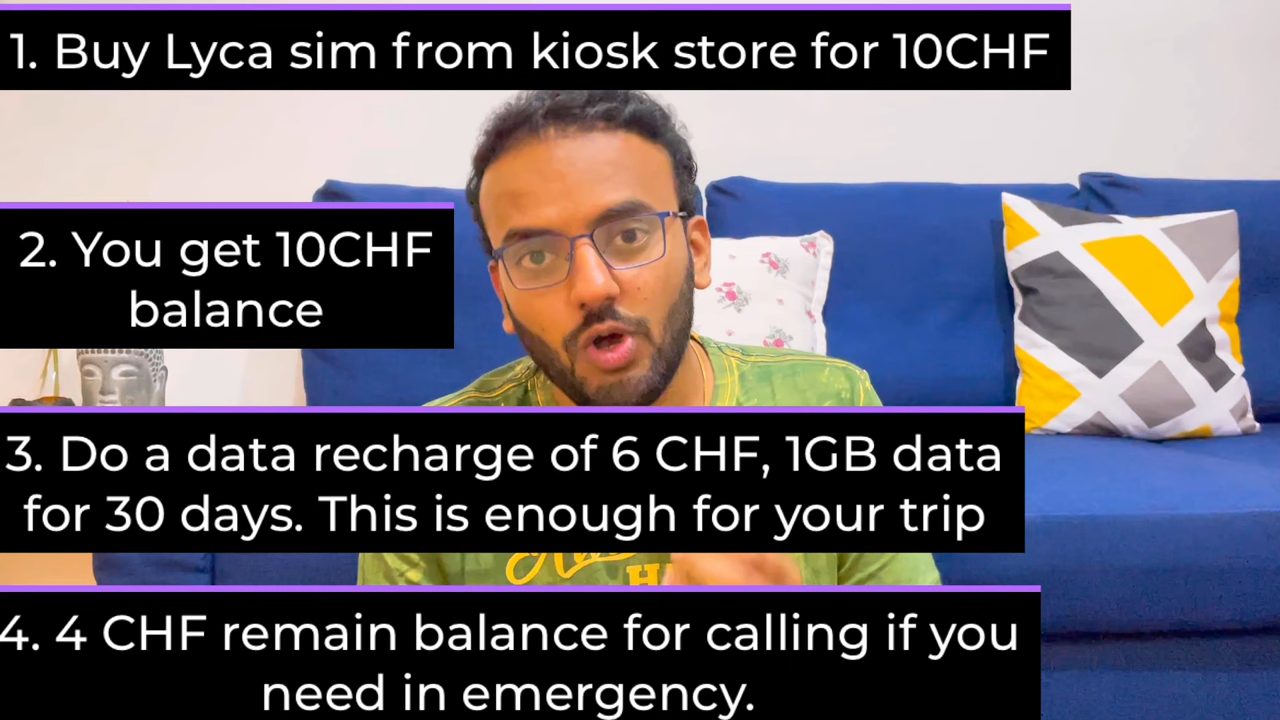 1. Buy Lyca sim from kiosk store for 10CHF
2. You get 10CHF
balance
3. Do a data recharge of 6 CHF, 1GB data
for 30 days. This is enough for your trip
4. 4 CHF remain balance for calling if you
need in emergency.